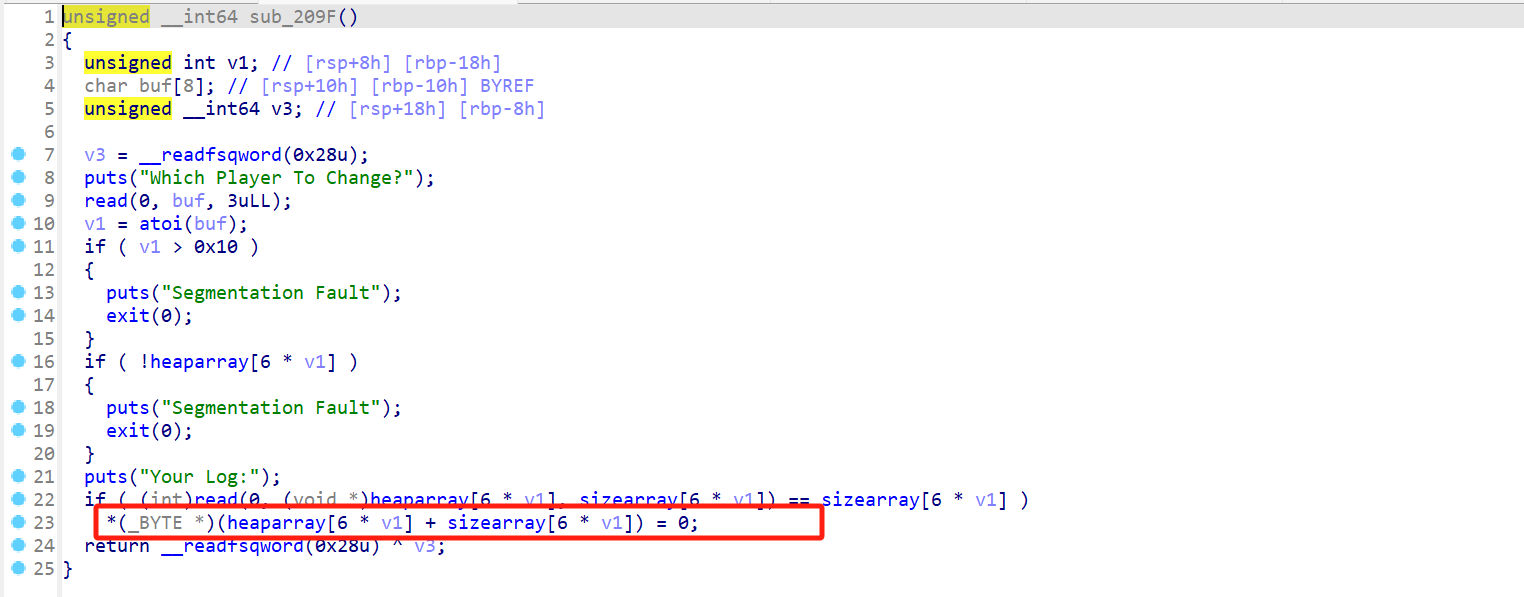 1 unsigned __int64 sub_209F()
2 {
3 unsigned int v1; // [rsp+8h] [rbp-18h]
4 char buf[8]; // [rsp+10h] [rbp-10h] BYREF
5 unsigned __int64 v3; // [rsp+18h] [rbp-8h]
6
7 v3 = __readfsqword(0x28u);
8 puts("Which Player To Change?");
9 read(0, buf, 3uLL);
10 v1 = atoi(buf);
11 if ( v1 > 0x10 )
12 {
13 puts("Segmentation Fault");
14 exit(0);
15 }
16 if ( !heaparray[6 * v1] )
17 {
18 puts("Segmentation Fault");
19 exit(0);
20 }
21 puts("Your Log:");
22 if ( (int)read(0, (void *)heaparray[6 * v1], sizearray[6 * v1]) == sizearray[6 * v1] )
23 *(_BYTE *)(heaparray[6 * v1] + sizearray[6 * v1]) = 0;
24 return __readfsqword(0x28u) ^ v3;
25 }